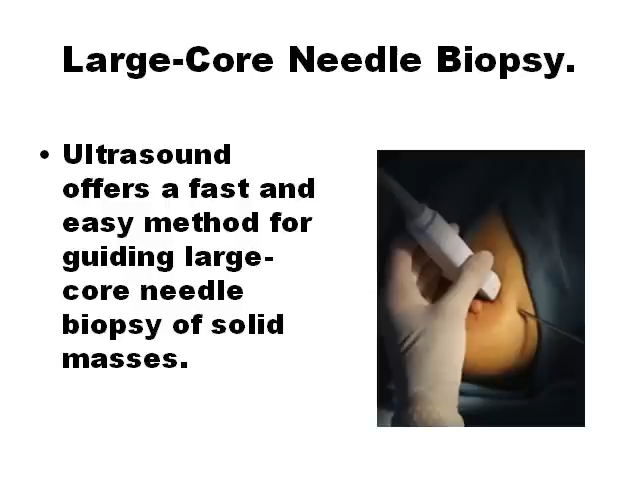 Large-Core Needle Biopsy.
• Ultrasound
offers a fast and
easy method for
guiding large-
core needle
biopsy of solid
masses.